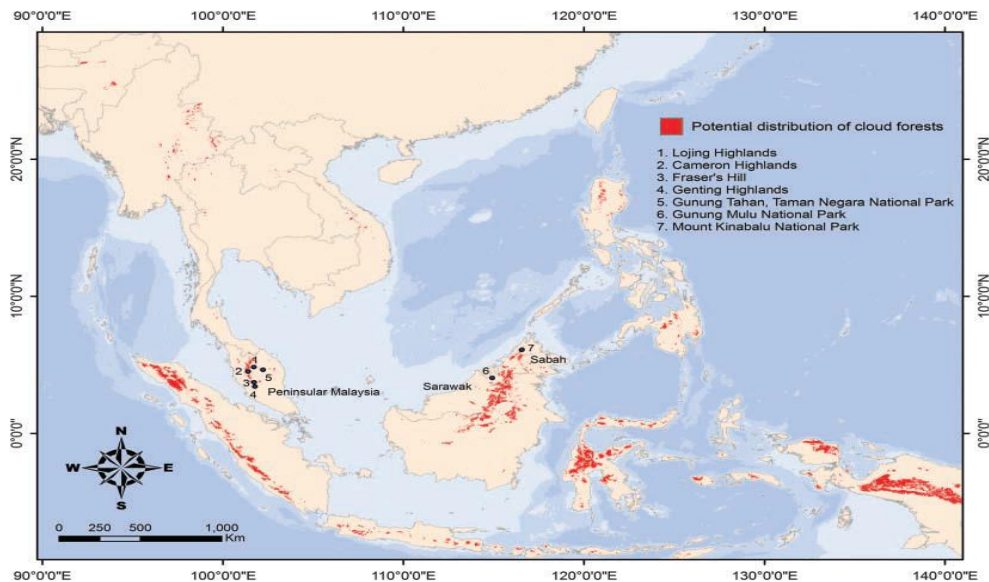 90°0'0"E 100°0'0"E 110°0'0"E 120°0'0"E 130°0'0"E 140°0'0"E
Potential distribution of cloud forests
1. Lojing Highlands
2. Cameron Highlands
3. Fraser's Hill
4. Genting Highlands
5. Gunung Tahan, Taman Negara National Park
6. Gunung Mulu National Park
7. Mount Kinabalu National Park
20°0'0"N 20°0'0"N
10°0'0"N 10°0'0"N
0°0'0" 0°0'0"N
1
2
5
3
4
Peninsular Malaysia
7
Sabah
6
Sarawak
N
W E
S
0 250 500 1,000
Km
90°0'0"E 100°0'0"E 110°0'0"E 120°0'0"E 130°0'0"E 140°0'0"E